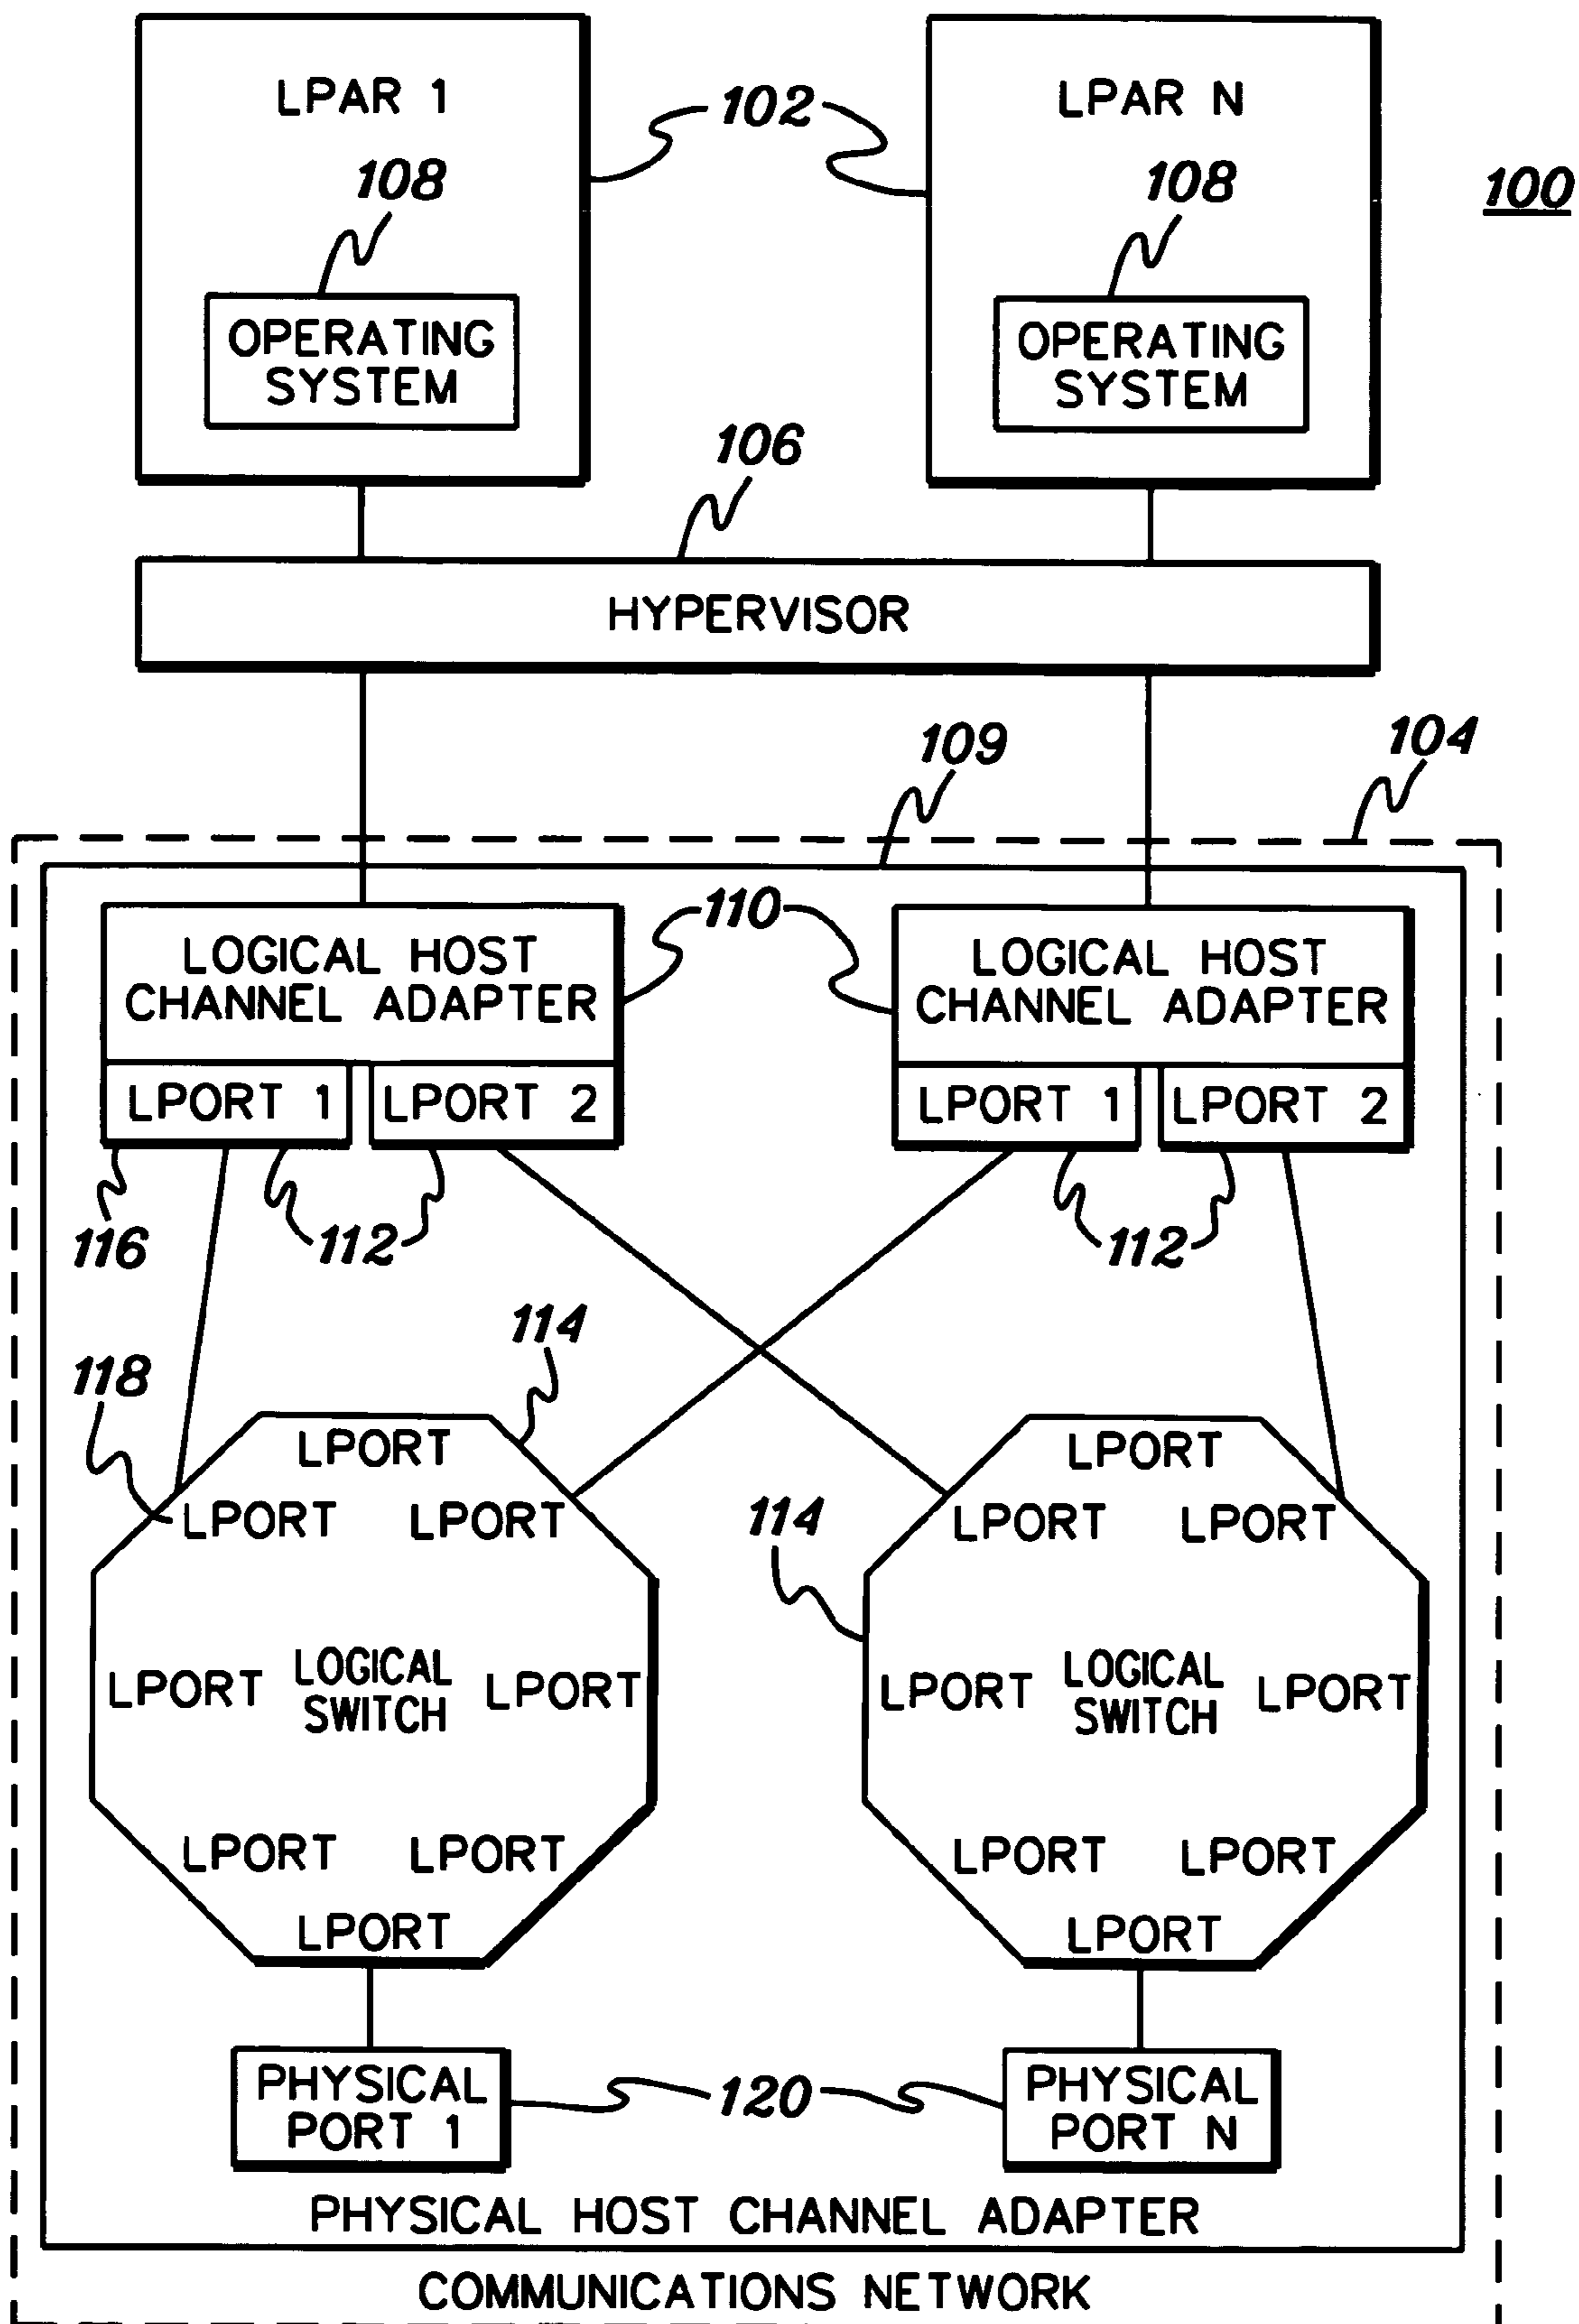 LPAR 1
102
LPAR N
108
108
100
OPERATING
SYSTEM
OPERATING
SYSTEM
106
HYPERVISOR
109
104
110
LOGICAL HOST
CHANNEL ADAPTER
LOGICAL HOST
CHANNEL ADAPTER
LPORT 1
LPORT 2
LPORT 1
LPORT 2
116
112
112
114
118
LPORT
LPORT
LPORT LPORT
114
LPORT LPORT
LPORT
LOGICAL
SWITCH
LPORT
LPORT
LOGICAL
SWITCH
LPORT
LPORT LPORT
LPORT LPORT
LPORT
LPORT
PHYSICAL
PORT 1
120
PHYSICAL
PORT N
PHYSICAL HOST CHANNEL ADAPTER
COMMUNICATIONS NETWORK